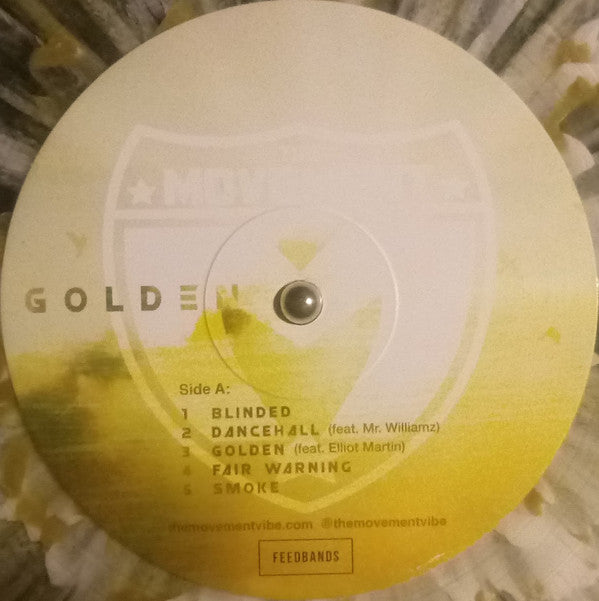 MOVEMENT
GOLDEN
Side A:
1 BLINDED
2 DANCEHALL (feat. Mr. Williamz)
3 GOLDEN (feat. Elliot Martin)
4 FAIR WARNING
5 SMOKE
themovementvibe.com @themovementvibe
FEEDBANDS